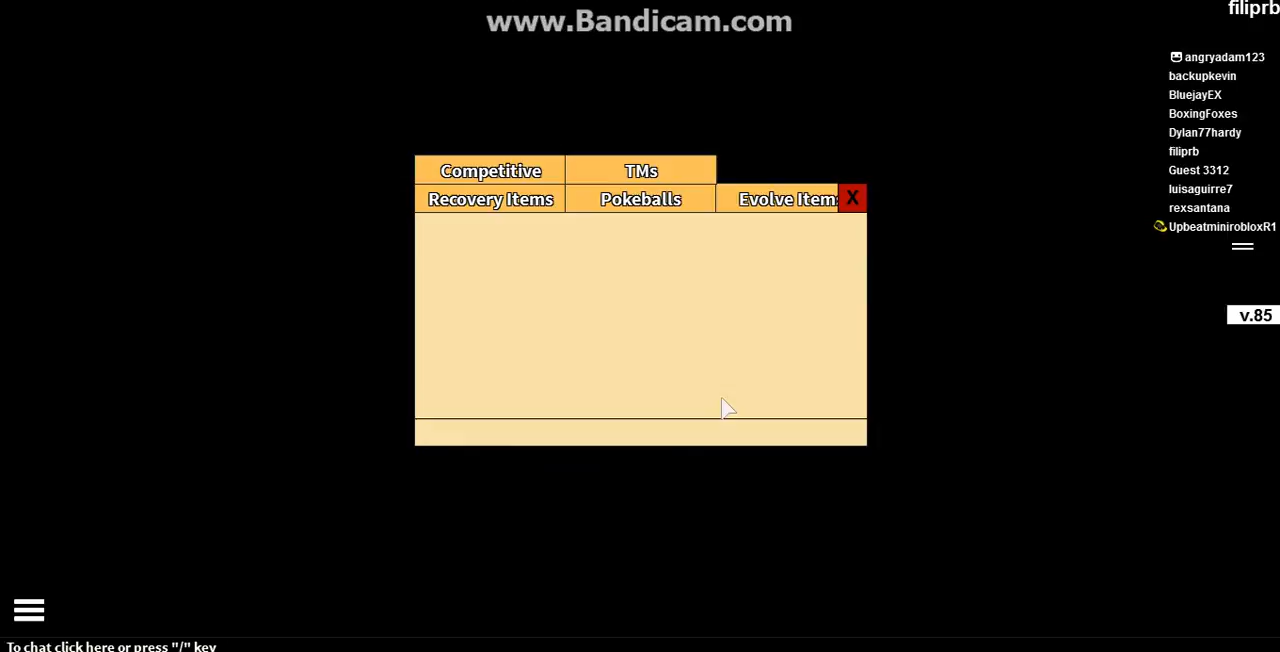 www.Bandicam.com
filiprb
angryadam123
backupkevin
BluejayEX
BoxingFoxes
Dylan77hardy
filiprb
Guest 3312
luisaguirre7
rexsantana
UpbeatminirobloxR1
v.85
Competitive TMs
Recovery Items Pokeballs Evolve Item X
To chat click here or press "/" key